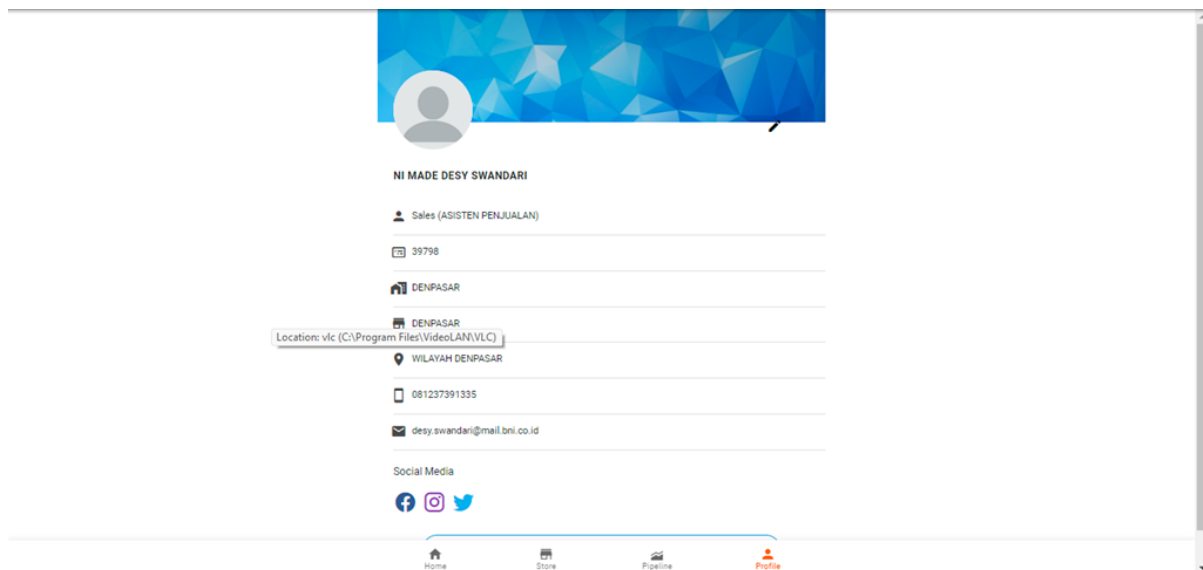 NI MADE DESY SWANDARI
Sales (ASISTEN PENJUALAN)
39798
DENPASAR
DENPASAR
Location: vlc (C:\Program Files\VideoLAN\VLC)
WILAYAH DENPASAR
081237391335
desy.swandari@mail.bni.co.id
Social Media
Home Store Pipeline Profile